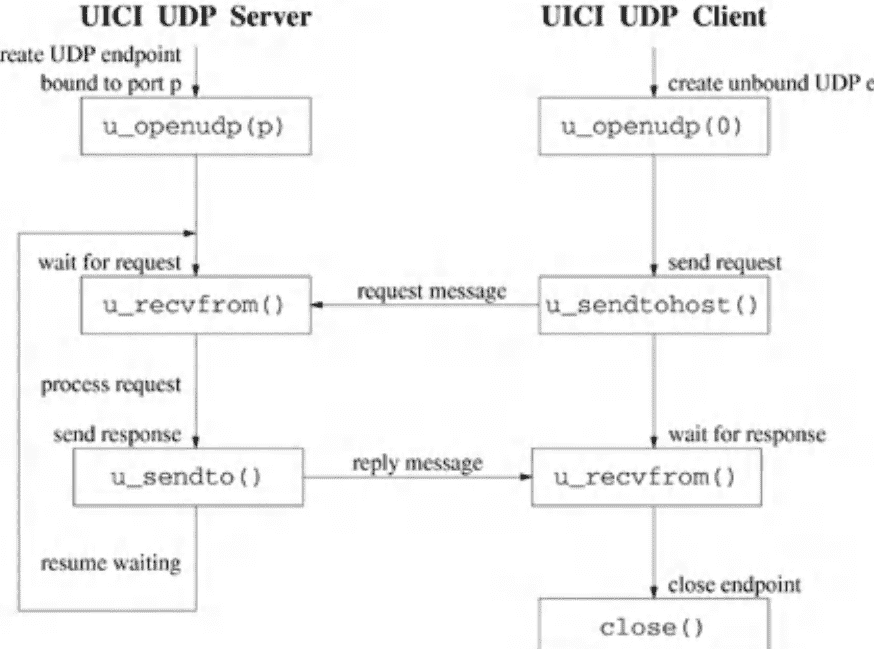 UICI UDP Server
reate UDP endpoint
bound to port p
u_openudp(p)
wait for request
u_recvfrom()
process request
send response
u_sendto()
resume waiting
request message
reply message
UICI UDP Client
create unbound UDP e
u_openudp(0)
send request
u_sendtohost()
wait for response
u_recvfrom()
close endpoint
close()